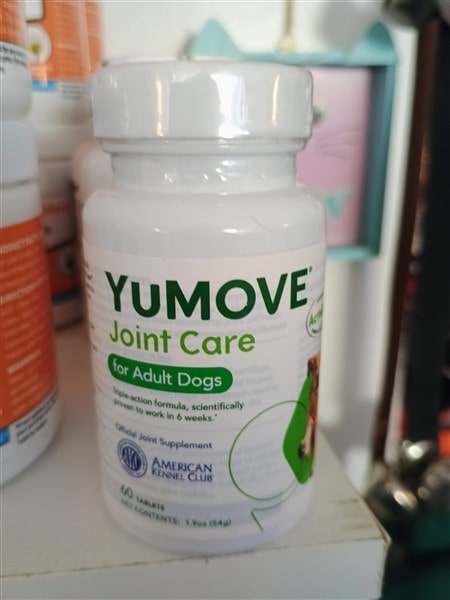 YuMOVE
Joint Care
for Adult Dogs
Triple-action formula, scientifically
proven to work in 6 weeks.*
Official Joint Supplement
AMERICAN
KENNEL CLUB
60 TABLETS
NET CONTENTS: 1.9oz (54g)